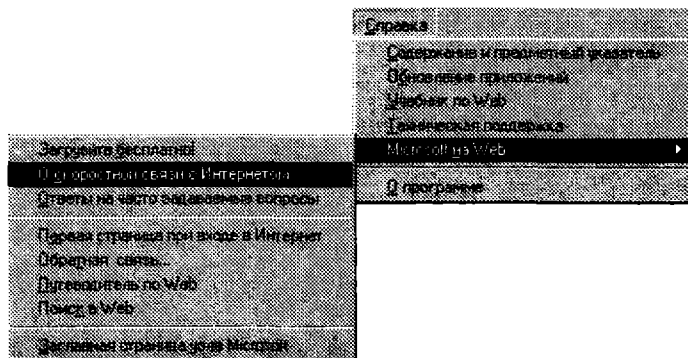 Справка
Содержание и предметный указатель
Обновление приложений
Учебник по Web
Техническая поддержка
Microsoft на Web
О программе
Загрузите бесплатно!
О скоростной связи с Интернетом
Ответы на часто задаваемые вопросы
Первая страница при входе в Интернет
Обратная связь...
Путеводитель по Web
Поиск в Web
Заглавная страница узла Microsoft